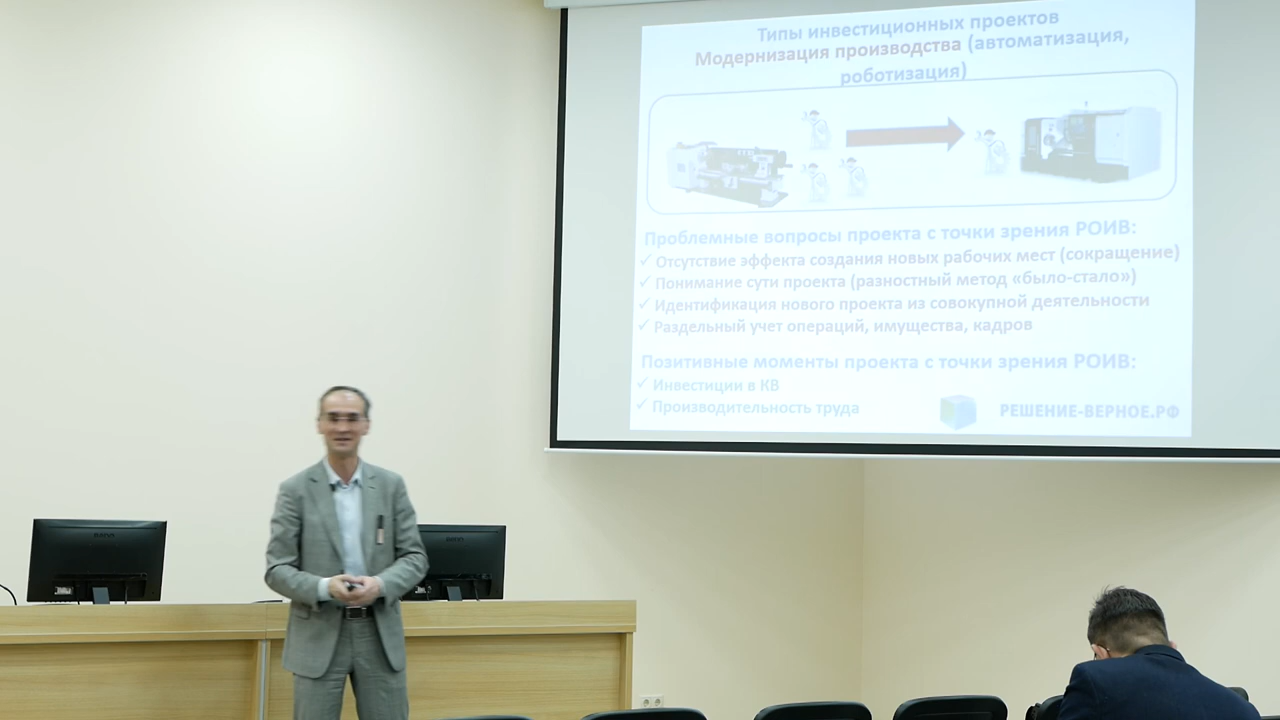 Типы инвестиционных проектов
Модернизация производства (автоматизация,
роботизация)
Проблемные вопросы проекта с точки зрения РОИВ:
✓ Отсутствие эффекта создания новых рабочих мест (сокращение)
✓ Понимание сути проекта (разностный метод «было-стало»)
✓ Идентификация нового проекта из совокупной деятельности
✓ Раздельный учет операций, имущества, кадров
Позитивные моменты проекта с точки зрения РОИВ:
✓ Инвестиции в КВ
✓ Производительность труда
РЕШЕНИЕ-ВЕРНОЕ.РФ